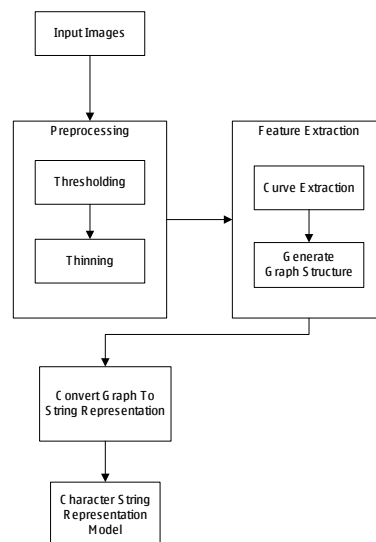 Input Images
Preprocessing
Thresholding
Thinning
Feature Extraction
Curve Extraction
Generate
Graph Structure
Convert Graph To
String Representation
Character String
Representation
Model